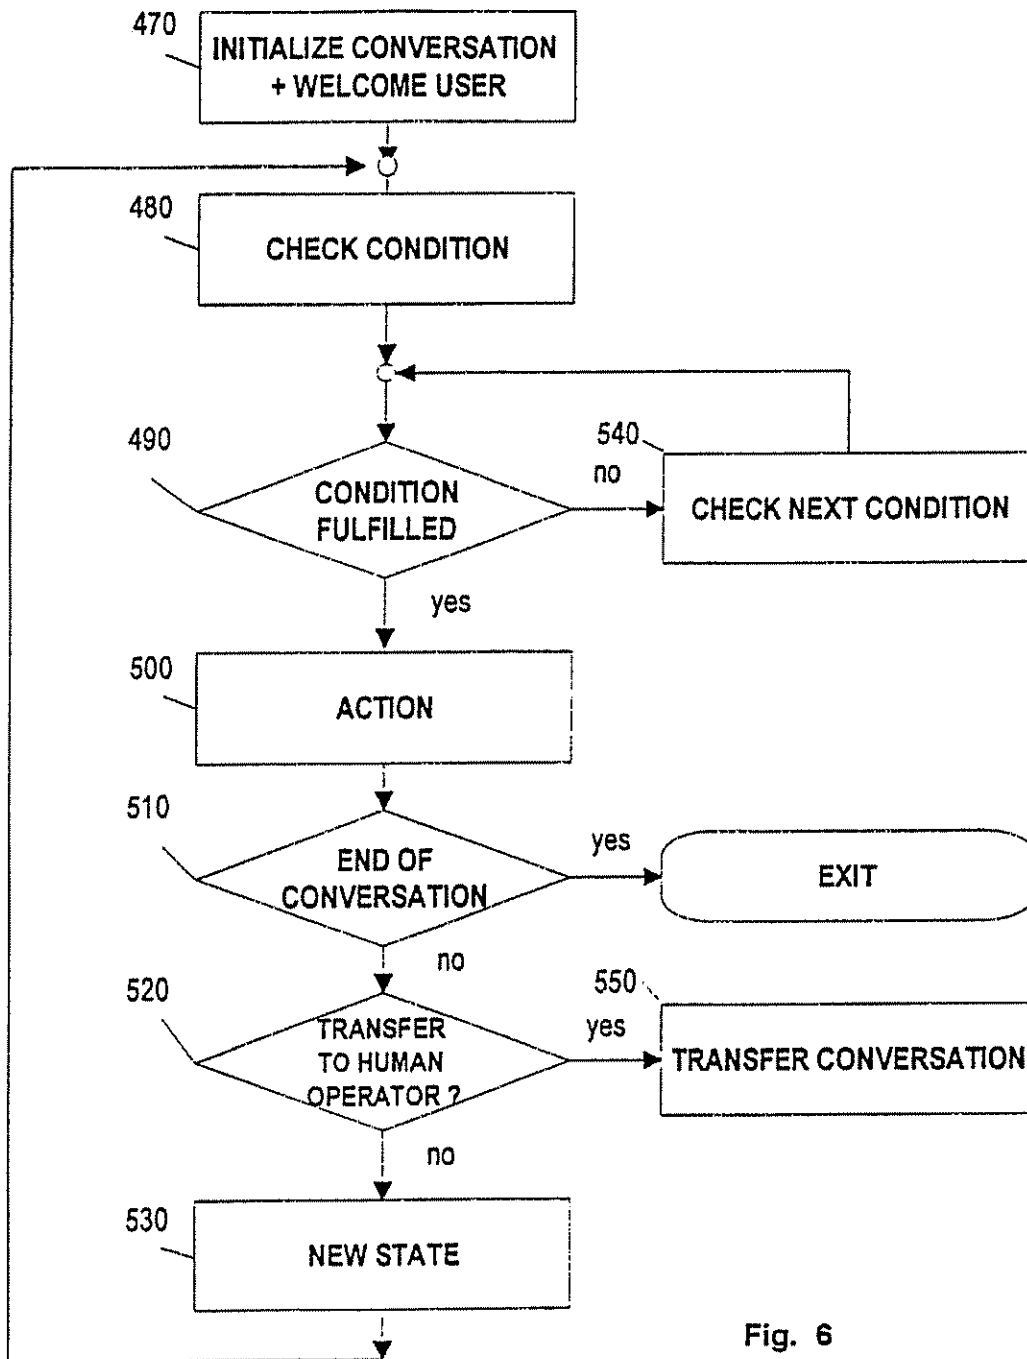 470
INITIALIZE CONVERSATION
+ WELCOME USER
480
CHECK CONDITION
490
CONDITION
FULFILLED
no
540
CHECK NEXT CONDITION
yes
500
ACTION
510
END OF
CONVERSATION
yes
EXIT
no
520
TRANSFER
TO HUMAN
OPERATOR ?
yes
550
TRANSFER CONVERSATION
no
530
NEW STATE
Fig. 6